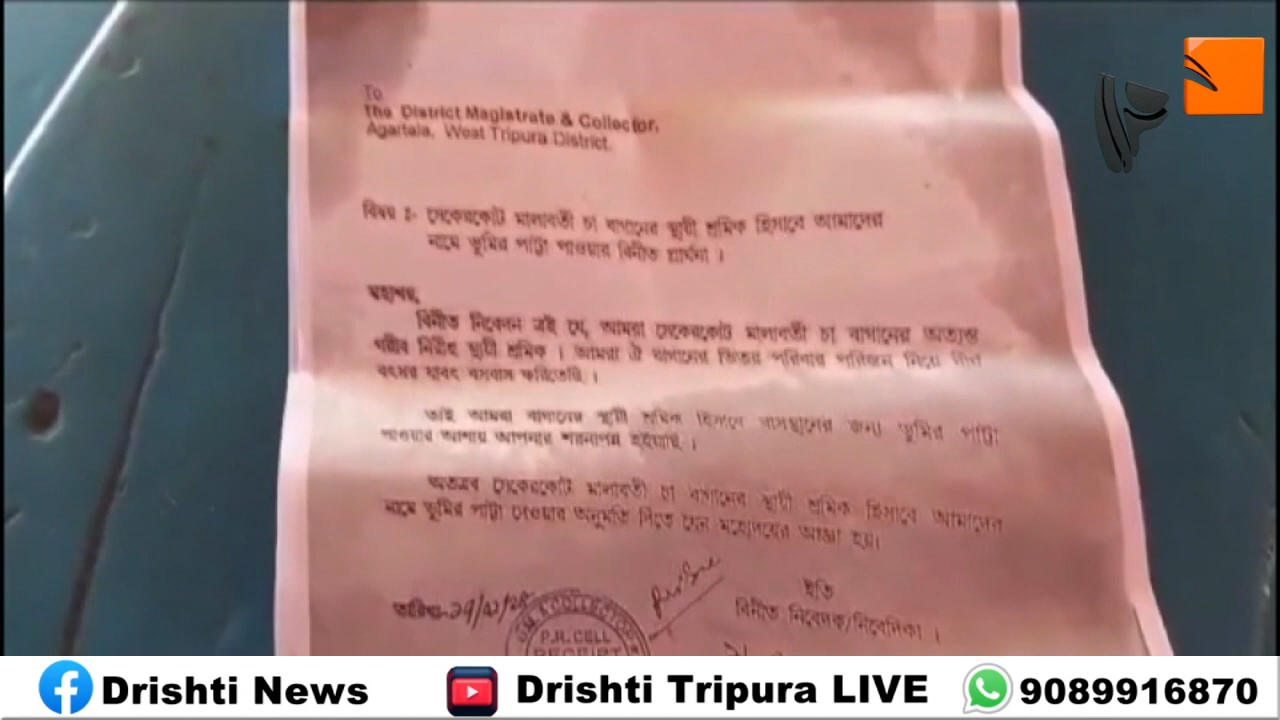 To
The District Magistrate & Collector,
Agartala, West Tripura District.
বিষয় ঃ- সেকেরকোট মালাবতী চা বাগানের স্থায়ী শ্রমিক হিসাবে আমাদের
নামে ভূমির পাট্টা পাওয়ার বিনীত প্রার্থনা ।
মহাশয়,
বিনীত নিবেদন এই যে, আমরা সেকেরকোট মালাবতী চা বাগানের অত্যন্ত
গরীব নিরীহ স্থায়ী শ্রমিক । আমরা ঐ বাগানের ভিতর পরিবার পরিজন নিয়ে দীর্ঘ
বৎসর যাবৎ বসবাস করিতেছি ।
তাই আমরা বাগানের স্থায়ী শ্রমিক হিসাবে বাসস্থানের জন্য ভূমির পাট্টা
পাওয়ার আশায় আপনার শরনাপন্ন হইয়াছি ।
অতএব সেকেরকোট মালাবতী চা বাগানের স্থায়ী শ্রমিক হিসাবে আমাদের
নামে ভূমির পাট্টা দেওয়ার অনুমতি দিতে যেন মহোদয়ের আজ্ঞা হয়।
ইতি
বিনীত নিবেদক/নিবেদিকা ।
তারিখ-
& COLLECTOR
P.R. CELL
RECEIPT
Drishti News
Drishti Tripura LIVE
9089916870